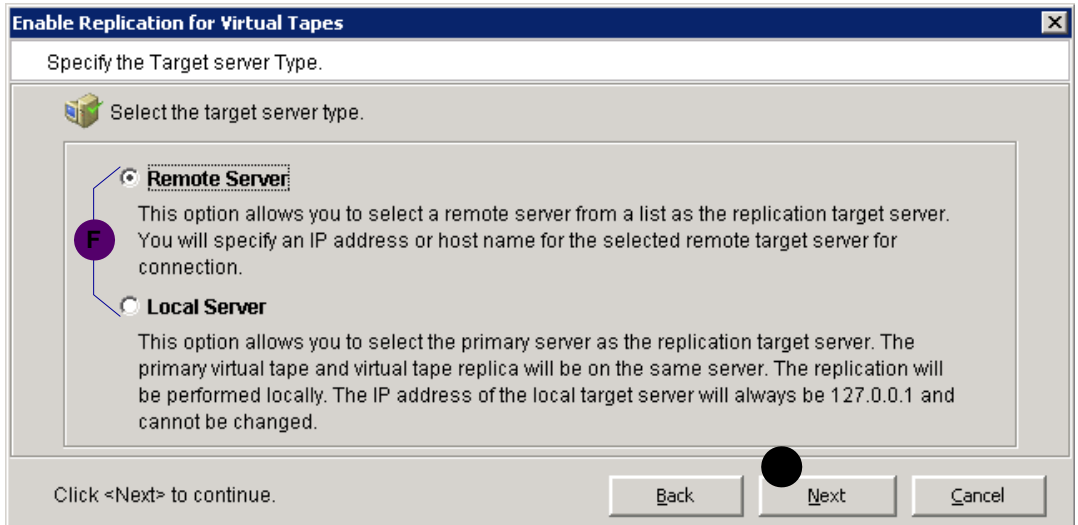 Enable Replication for Virtual Tapes
Specify the Target server Type.
Select the target server type.
Remote Server
This option allows you to select a remote server from a list as the replication target server.
You will specify an IP address or host name for the selected remote target server for
connection.
F
Local Server
This option allows you to select the primary server as the replication target server. The
primary virtual tape and virtual tape replica will be on the same server. The replication will
be performed locally. The IP address of the local target server will always be 127.0.0.1 and
cannot be changed.
Click <Next> to continue.
Back
Next
Cancel